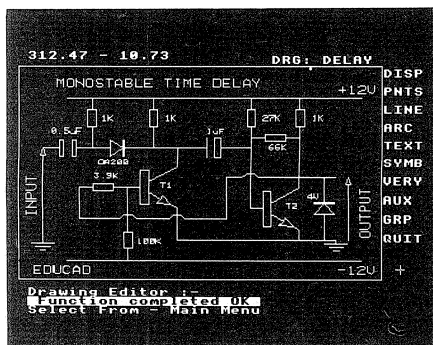 312.47 - 10.73
DRG: DELAY
MONOSTABLE TIME DELAY
+12V
DISP
PNTS
LINE
ARC
TEXT
SYMB
VERY
AUX
GRP
QUIT
1K
1K
27K
1K
0.5uF
1uF
66K
OA200
3.9K
T1
T2
4V
100K
INPUT
OUTPUT
EDUCAD
-12V
Drawing Editor :-
Function completed OK
Select From - Main Menu